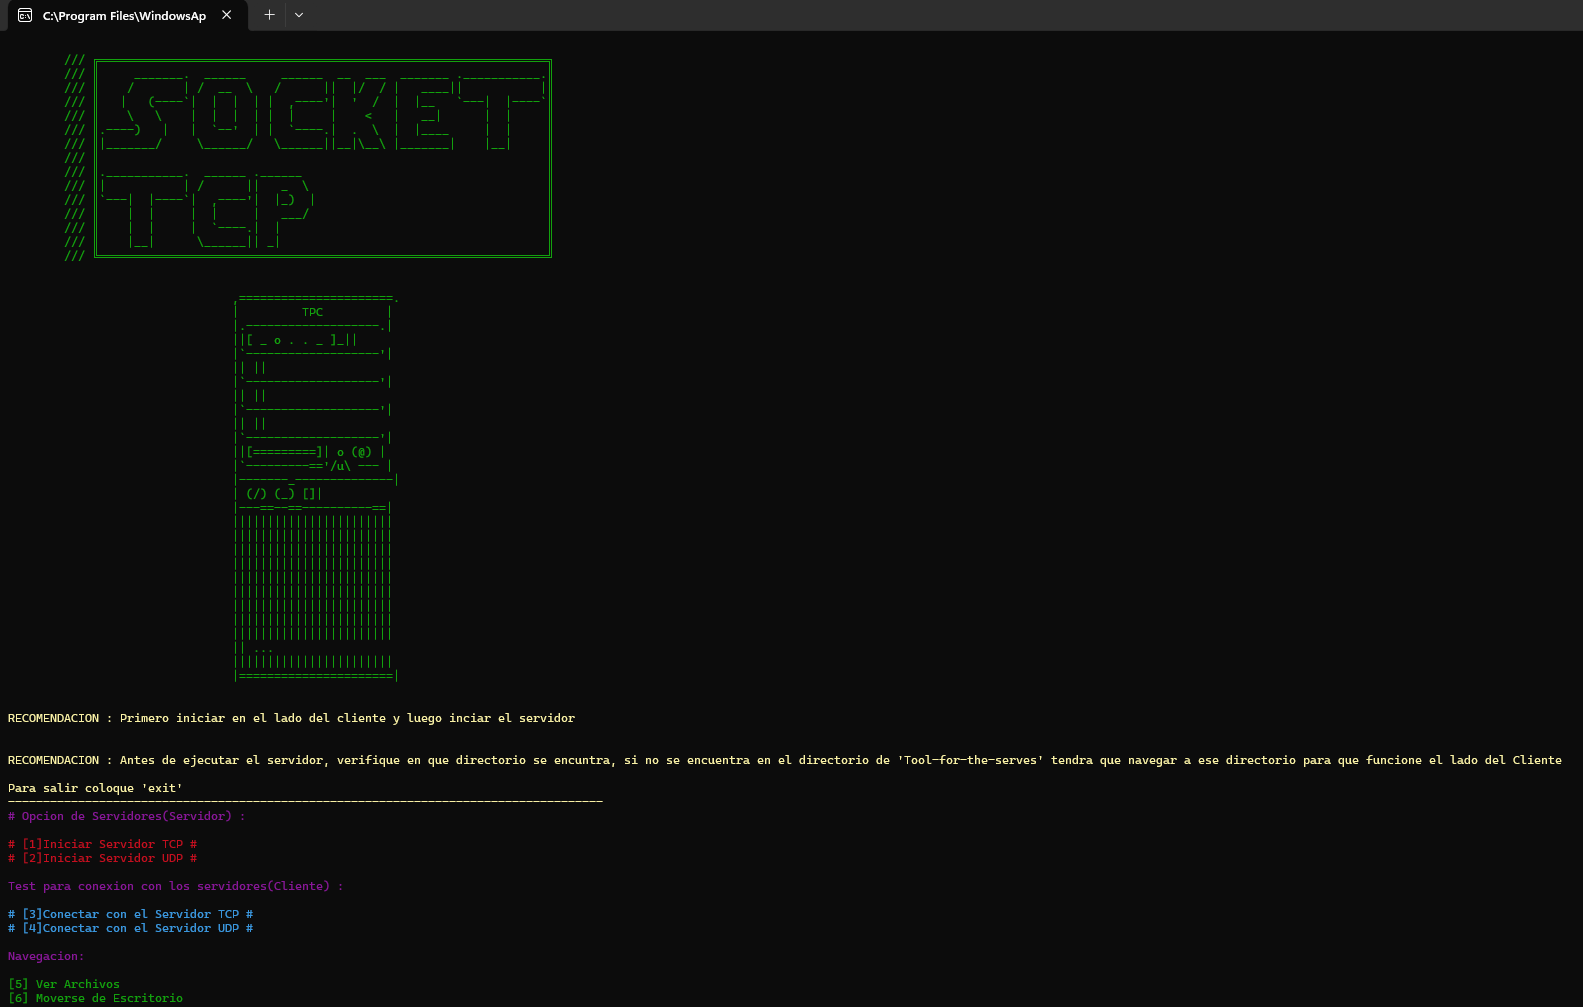 C:\Program Files\WindowsAp
SOCKET
TCP
TPC
RECOMENDACION : Primero iniciar en el lado del cliente y luego inciar el servidor
RECOMENDACION : Antes de ejecutar el servidor, verifique en que directorio se encuntra, si no se encuentra en el directorio de 'Tool-for-the-serves' tendra que navegar a ese directorio para que funcione el lado del Cliente
Para salir coloque 'exit'
# Opcion de Servidores(Servidor) :
# [1]Iniciar Servidor TCP #
# [2]Iniciar Servidor UDP #
Test para conexion con los servidores(Cliente) :
# [3]Conectar con el Servidor TCP #
# [4]Conectar con el Servidor UDP #
Navegacion:
[5] Ver Archivos
[6] Moverse de Escritorio